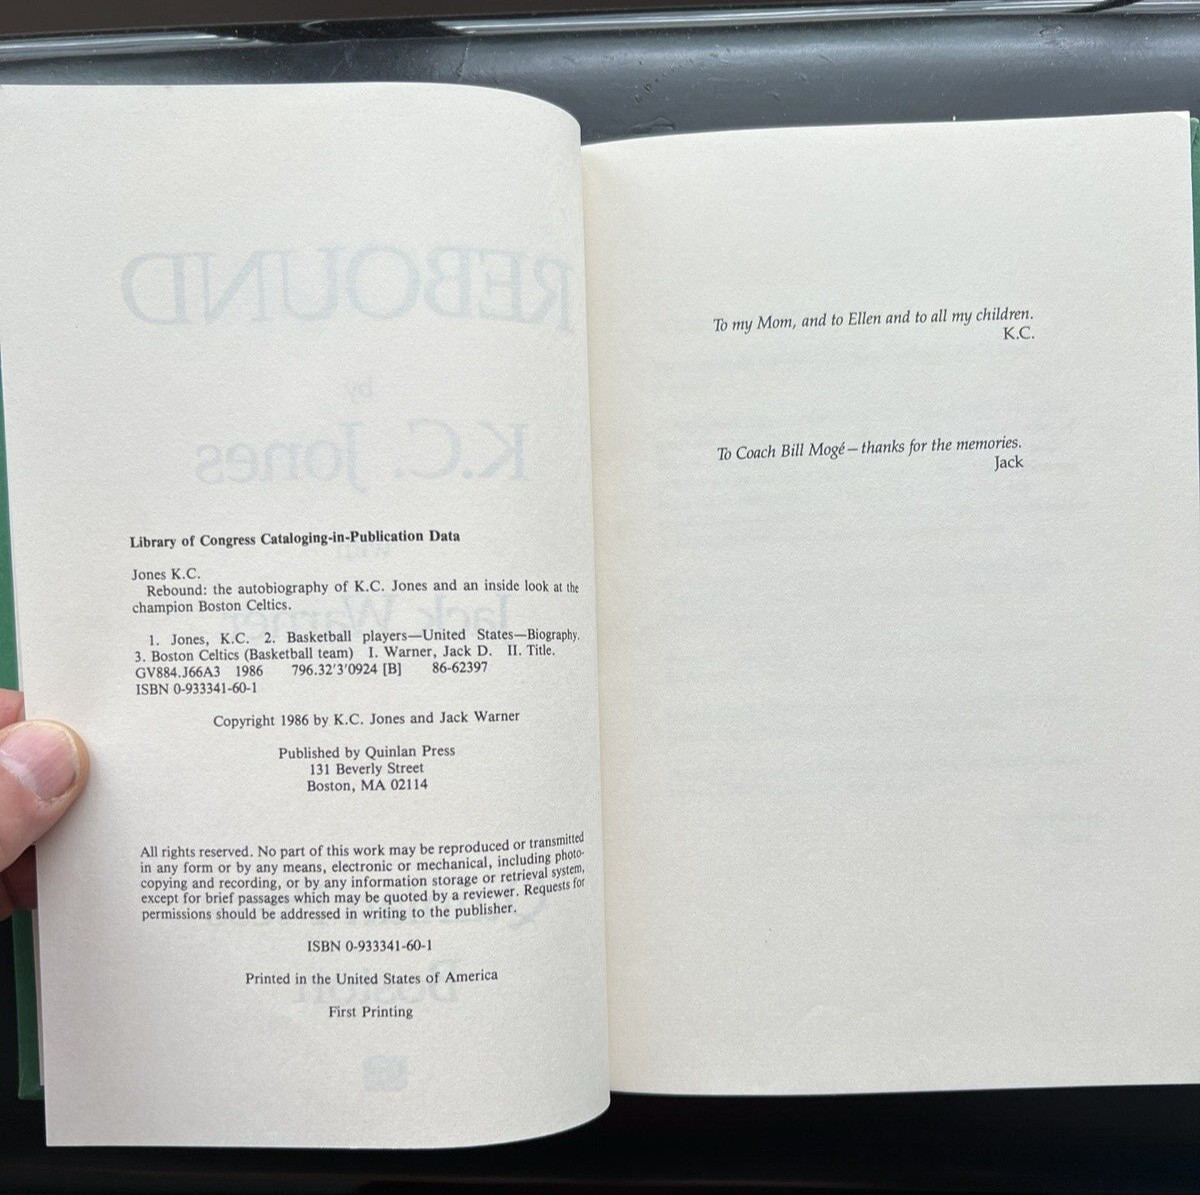 REBOUND
by
K.C. Jones
with
Jack Warner
Boston
Library of Congress Cataloging-in-Publication Data
Jones K.C.
Rebound: the autobiography of K.C. Jones and an inside look at the
champion Boston Celtics.
1. Jones, K.C. 2. Basketball players—United States—Biography.
3. Boston Celtics (Basketball team) I. Warner, Jack D. II. Title.
GV884.J66A3 1986 796.32'3'0924 [B] 86-62397
ISBN 0-933341-60-1
Copyright 1986 by K.C. Jones and Jack Warner
Published by Quinlan Press
131 Beverly Street
Boston, MA 02114
All rights reserved. No part of this work may be reproduced or transmitted
in any form or by any means, electronic or mechanical, including photo-
copying and recording, or by any information storage or retrieval system,
except for brief passages which may be quoted by a reviewer. Requests for
permissions should be addressed in writing to the publisher.
ISBN 0-933341-60-1
Printed in the United States of America
First Printing
To my Mom, and to Ellen and to all my children.
K.C.
To Coach Bill Mogé – thanks for the memories.
Jack